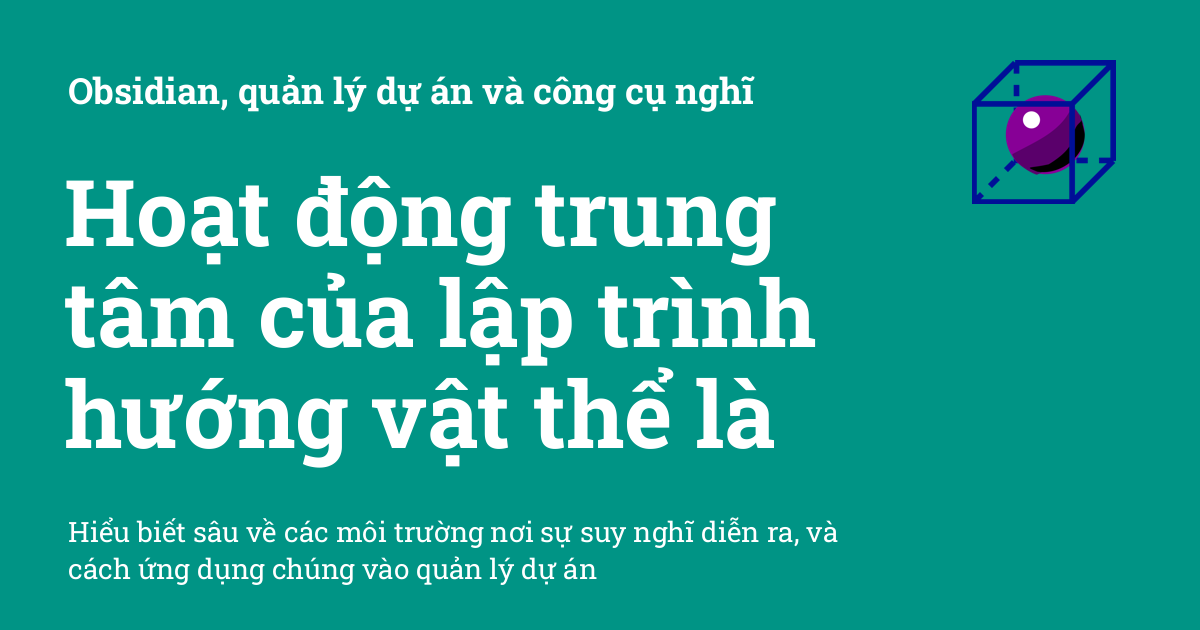 Obsidian, quản lý dự án và công cụ nghĩ
Hoạt động trung
tâm của lập trình
hướng vật thể là
Hiểu biết sâu về các môi trường nơi sự suy nghĩ diễn ra, và
cách ứng dụng chúng vào quản lý dự án